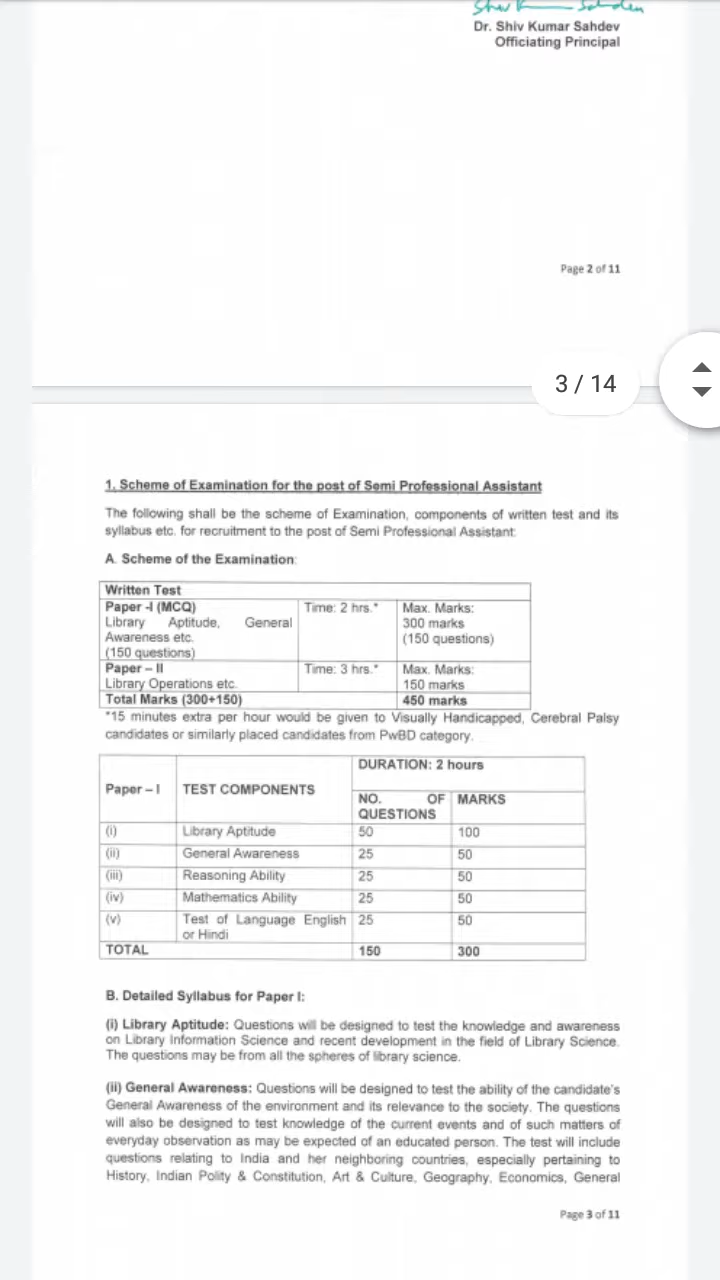 Shiv K Sahdev
Dr. Shiv Kumar Sahdev
Officiating Principal
Page 2 of 11
3 / 14
1. Scheme of Examination for the post of Semi Professional Assistant
The following shall be the scheme of Examination, components of written test and its
syllabus etc. for recruitment to the post of Semi Professional Assistant:
A. Scheme of the Examination:
Written Test
Paper -I (MCQ) Time: 2 hrs.* Max. Marks:
Library Aptitude, General 300 marks
Awareness etc. (150 questions)
(150 questions)
Paper – II Time: 3 hrs.* Max. Marks:
Library Operations etc. 150 marks
Total Marks (300+150) 450 marks
*15 minutes extra per hour would be given to Visually Handicapped, Cerebral Palsy
candidates or similarly placed candidates from PwBD category.
DURATION: 2 hours
Paper – I TEST COMPONENTS
NO. OF MARKS
QUESTIONS
(i) Library Aptitude 50 100
(ii) General Awareness 25 50
(iii) Reasoning Ability 25 50
(iv) Mathematics Ability 25 50
(v) Test of Language English 25 50
or Hindi
TOTAL 150 300
B. Detailed Syllabus for Paper I:
(i) Library Aptitude: Questions will be designed to test the knowledge and awareness
on Library Information Science and recent development in the field of Library Science.
The questions may be from all the spheres of library science.
(ii) General Awareness: Questions will be designed to test the ability of the candidate's
General Awareness of the environment and its relevance to the society. The questions
will also be designed to test knowledge of the current events and of such matters of
everyday observation as may be expected of an educated person. The test will include
questions relating to India and her neighboring countries, especially pertaining to
History, Indian Polity & Constitution, Art & Culture, Geography, Economics, General
Page 3 of 11